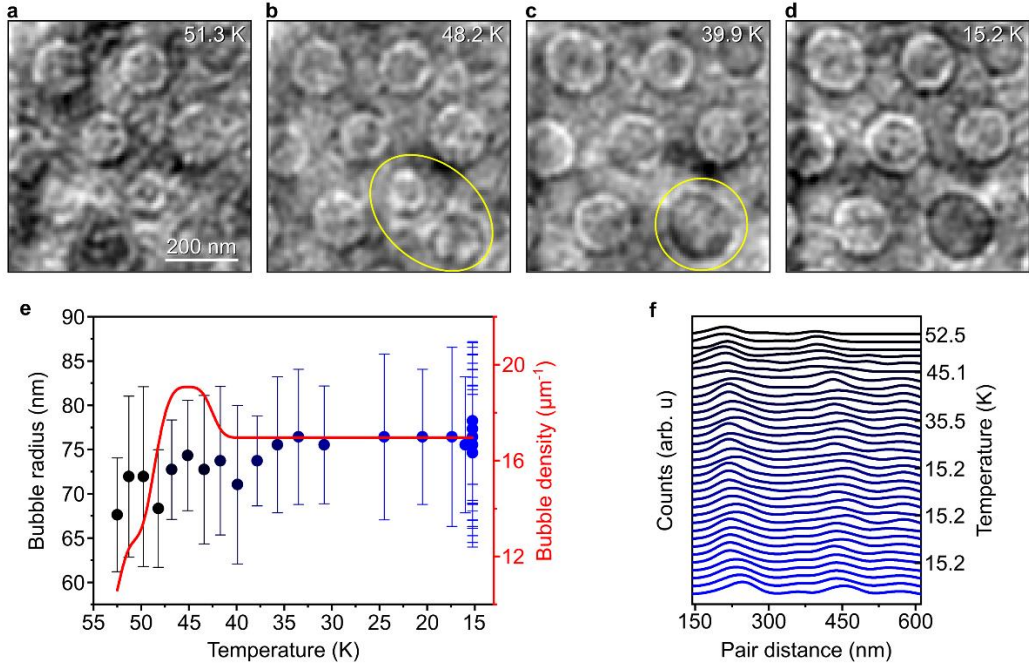 a
51.3 K
200 nm
b
48.2 K
c
39.9 K
d
15.2 K
e
Bubble radius (nm)
90
85
80
75
70
65
60
55 50 45 40 35 30 25 20 15
Temperature (K)
20
16
12
Bubble density (µm⁻¹)
f
Counts (arb. u)
52.5
45.1
35.5
15.2
15.2
15.2
Temperature (K)
150 300 450 600
Pair distance (nm)